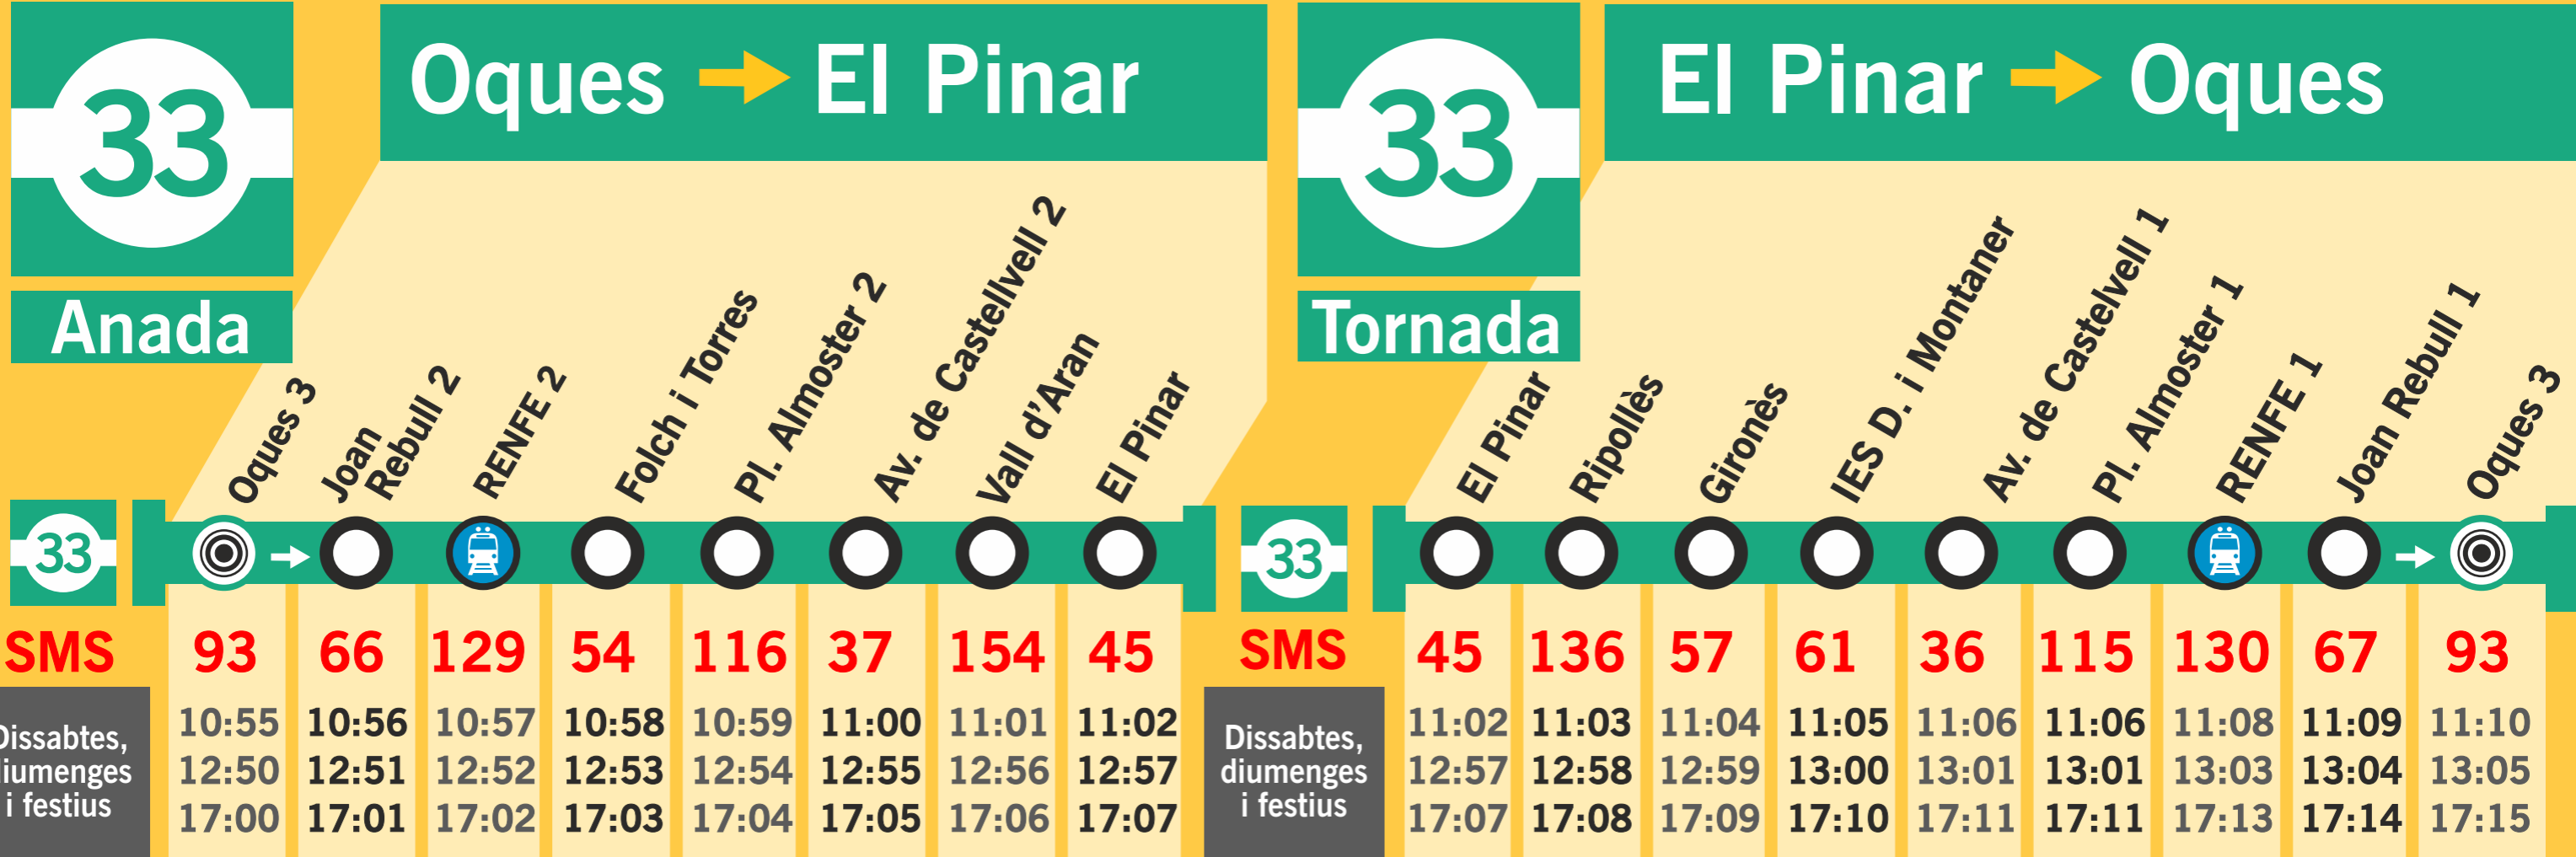 33
Oques El Pinar
Anada
Oques 3
Joan
Rebull 2
RENFE 2
Folch i Torres
Pl. Almoster 2
Av. de Castellvell 2
Vall d'Aran
El Pinar
33
SMS 93 66 129 54 116 37 154 45
Dissabtes,
diumenges
i festius
10:55 10:56 10:57 10:58 10:59 11:00 11:01 11:02
12:50 12:51 12:52 12:53 12:54 12:55 12:56 12:57
17:00 17:01 17:02 17:03 17:04 17:05 17:06 17:07
33
El Pinar Oques
Tornada
El Pinar
Ripollès
Gironès
IES D. i Montaner
Av. de Castelvell 1
Pl. Almoster 1
RENFE 1
Joan Rebull 1
Oques 3
33
SMS 45 136 57 61 36 115 130 67 93
Dissabtes,
diumenges
i festius
11:02 11:03 11:04 11:05 11:06 11:06 11:08 11:09 11:10
12:57 12:58 12:59 13:00 13:01 13:01 13:03 13:04 13:05
17:07 17:08 17:09 17:10 17:11 17:11 17:13 17:14 17:15